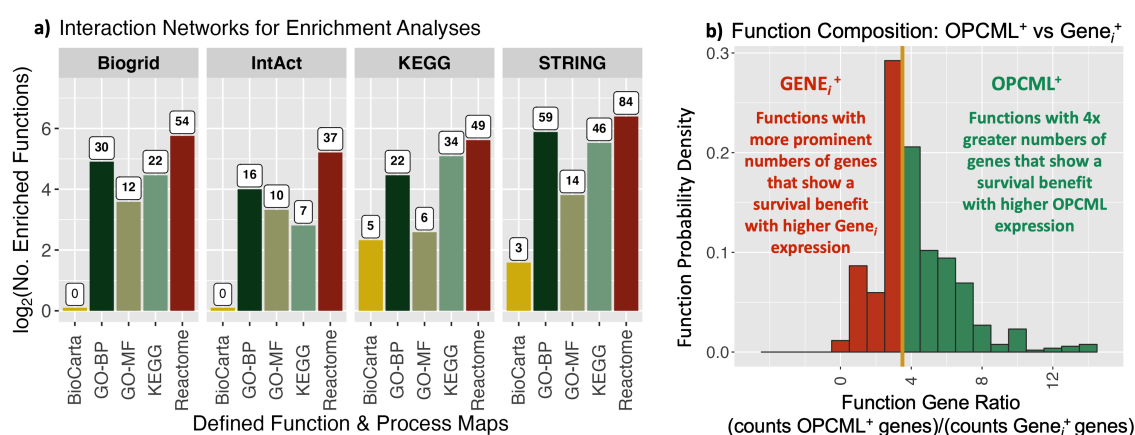 a) Interaction Networks for Enrichment Analyses
Biogrid IntAct KEGG STRING
log2(No. Enriched Functions)
0 2 4 6
0 30 12 22 54
0 16 10 7 37
5 22 6 34 49
3 59 14 46 84
BioCarta GO-BP GO-MF KEGG Reactome
BioCarta GO-BP GO-MF KEGG Reactome
BioCarta GO-BP GO-MF KEGG Reactome
BioCarta GO-BP GO-MF KEGG Reactome
Defined Function & Process Maps
b) Function Composition: OPCML+ vs Genei+
Function Probability Density
0.3
0.2
0.1
0.0
GENEi+
Functions with
more prominent
numbers of genes
that show a
survival benefit
with higher Genei
expression
OPCML+
Functions with 4x
greater numbers of
genes that show a
survival benefit
with higher OPCML
expression
0 4 8 12
Function Gene Ratio
(counts OPCML+ genes)/(counts Genei+ genes)